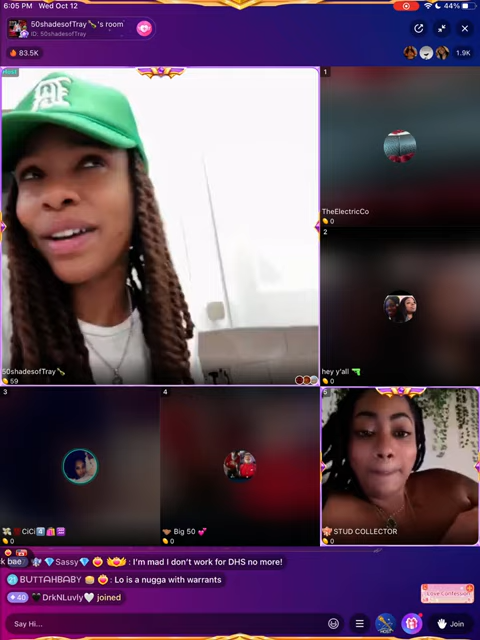 6:05 PM Wed Oct 12
44%
50shadesofTray 's room
ID: 50shadesofTray
83.5K
1.9K
Host
1
TheElectricCo
0
2
hey y'all
0
50shadesofTray
59
3
CiCi
0
4
Big 50
0
5
STUD COLLECTOR
0
k bae Sassy : I'm mad I don't work for DHS no more!
BUTTAHBABY : Lo is a nugga with warrants
40 DrkNLuvly joined
Love Confession
Say Hi...
Join